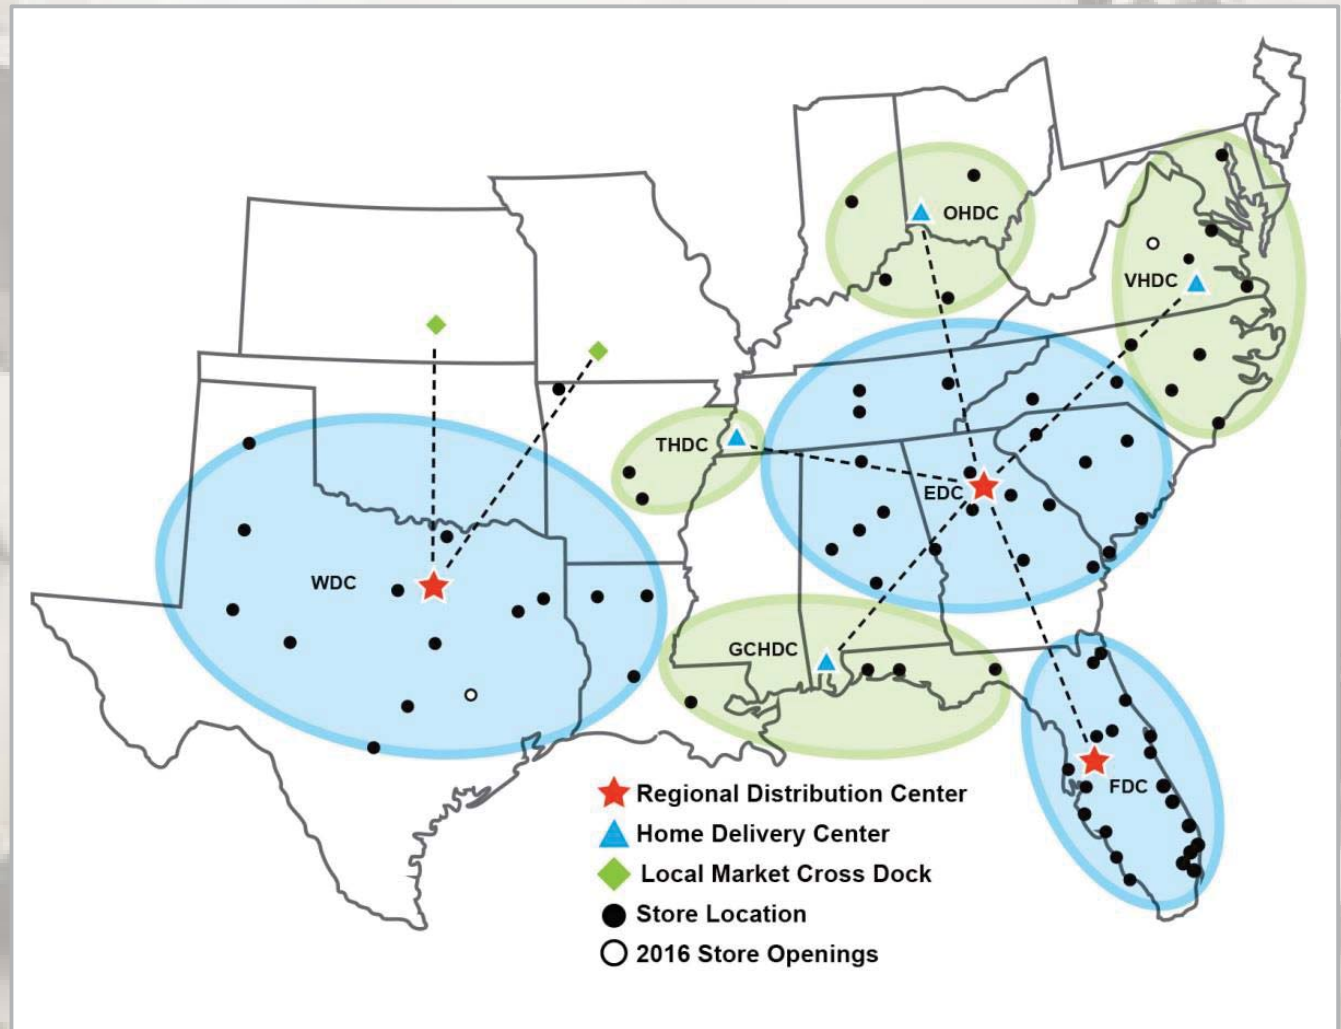 OHDC
VHDC
THDC
EDC
WDC
GCHDC
FDC
Regional Distribution Center
Home Delivery Center
Local Market Cross Dock
Store Location
2016 Store Openings